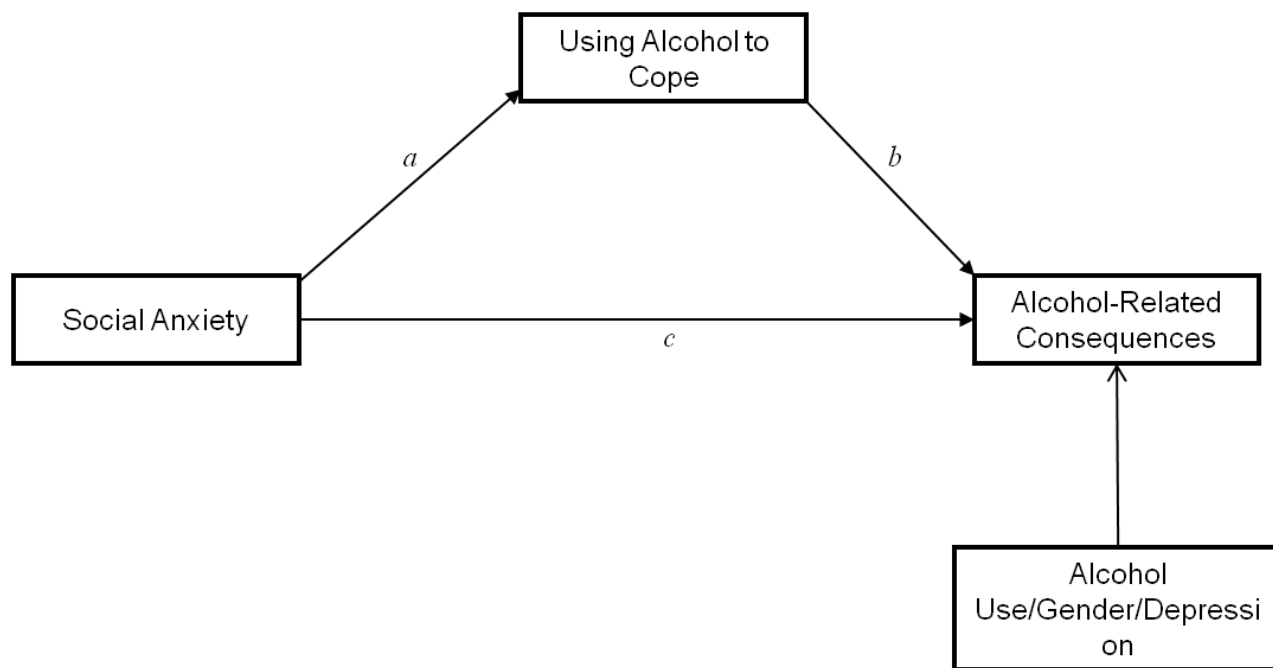 Using Alcohol to
Cope
a
b
Social Anxiety
Alcohol-Related
Consequences
c
Alcohol
Use/Gender/Depressi
on